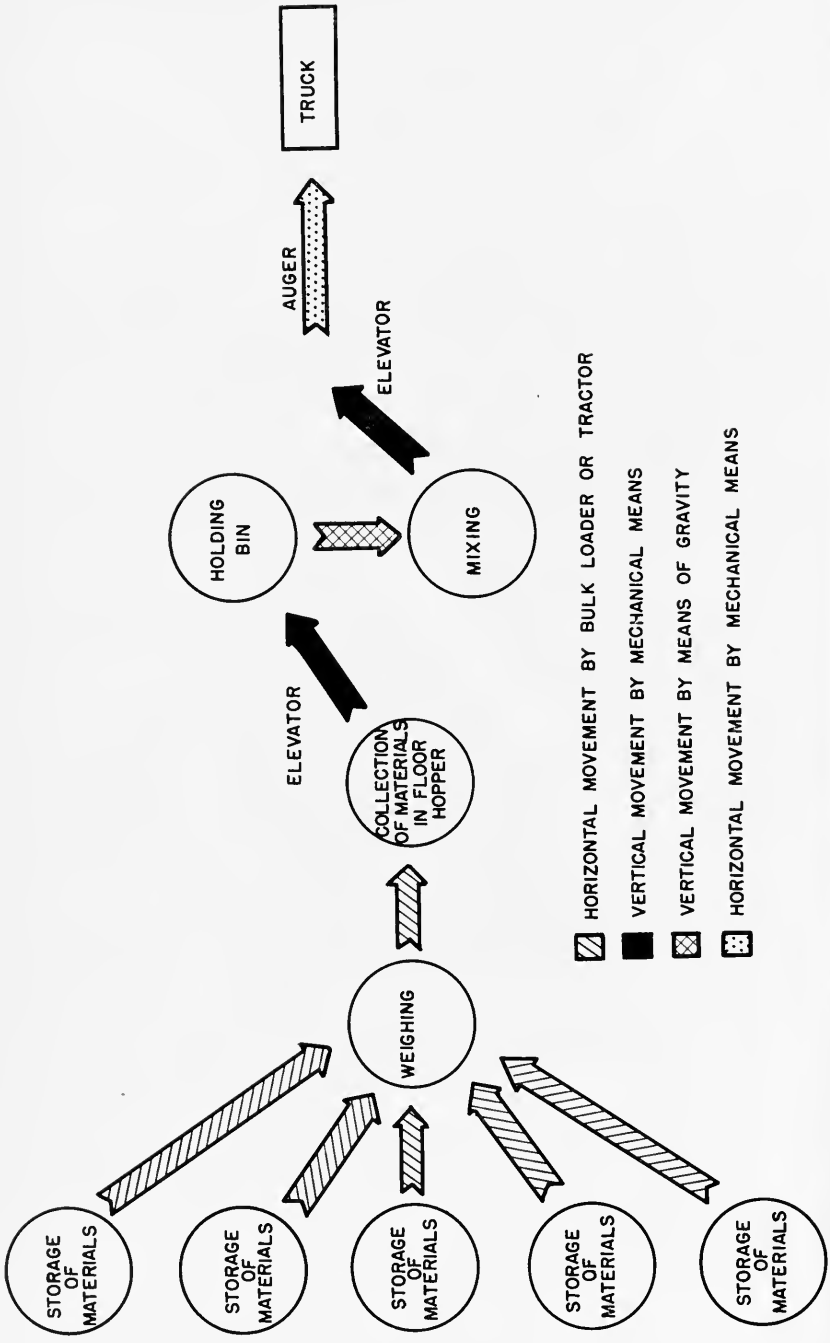 STORAGE
OF
MATERIALS
STORAGE
OF
MATERIALS
STORAGE
OF
MATERIALS
STORAGE
OF
MATERIALS
STORAGE
OF
MATERIALS
WEIGHING
COLLECTION
OF MATERIALS
IN FLOOR
HOPPER
ELEVATOR
HOLDING
BIN
MIXING
ELEVATOR
AUGER
TRUCK
HORIZONTAL MOVEMENT BY BULK LOADER OR TRACTOR
VERTICAL MOVEMENT BY MECHANICAL MEANS
VERTICAL MOVEMENT BY MEANS OF GRAVITY
HORIZONTAL MOVEMENT BY MECHANICAL MEANS